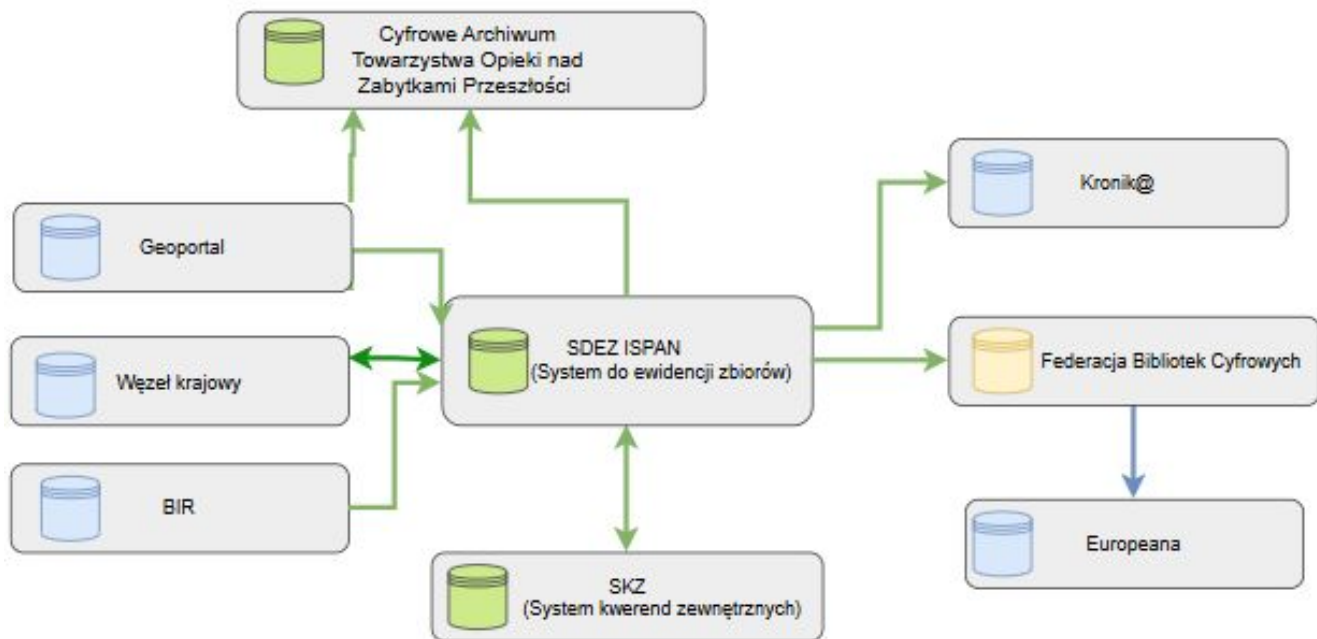 Cyfrowe Archiwum
Towarzystwa Opieki nad
Zabytkami Przeszłości
Kronik@
Geoportal
SDEZ ISPAN
(System do ewidencji zbiorów)
Federacja Bibliotek Cyfrowych
Węzeł krajowy
BIR
Europeana
SKZ
(System kwerend zewnętrznych)